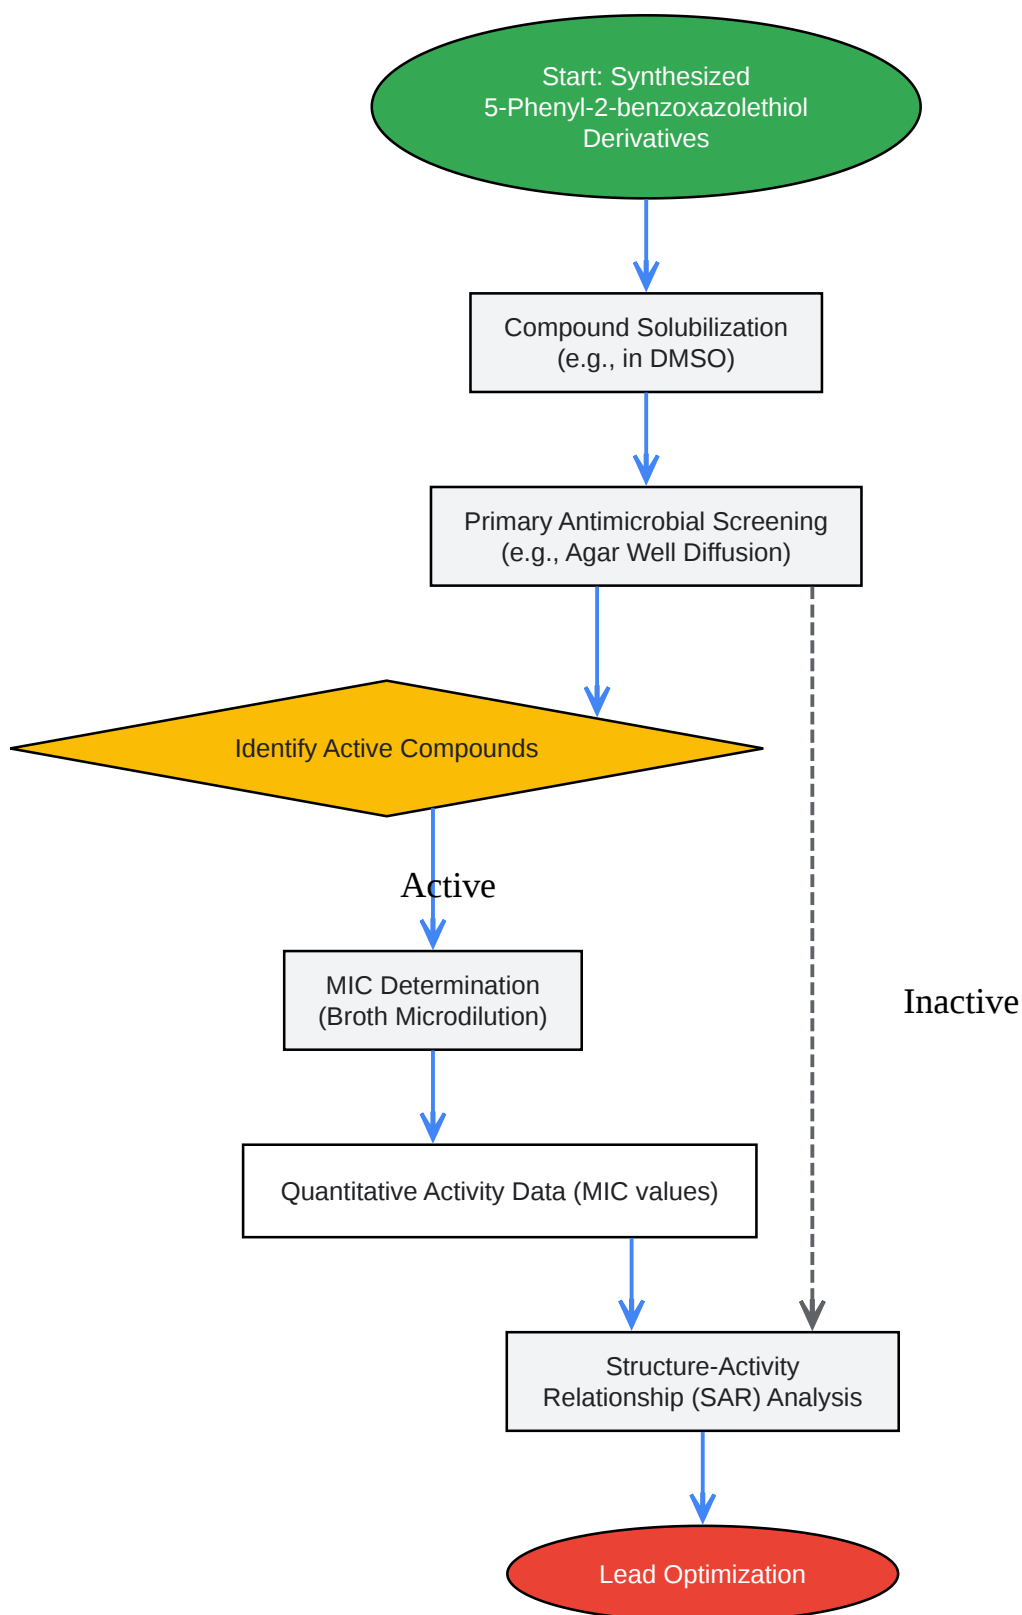 Start: Synthesized
5-Phenyl-2-benzoxazolethiol
Derivatives
Compound Solubilization
(e.g., in DMSO)
Primary Antimicrobial Screening
(e.g., Agar Well Diffusion)
Identify Active Compounds
Active
MIC Determination
(Broth Microdilution)
Inactive
Quantitative Activity Data (MIC values)
Structure-Activity
Relationship (SAR) Analysis
Lead Optimization